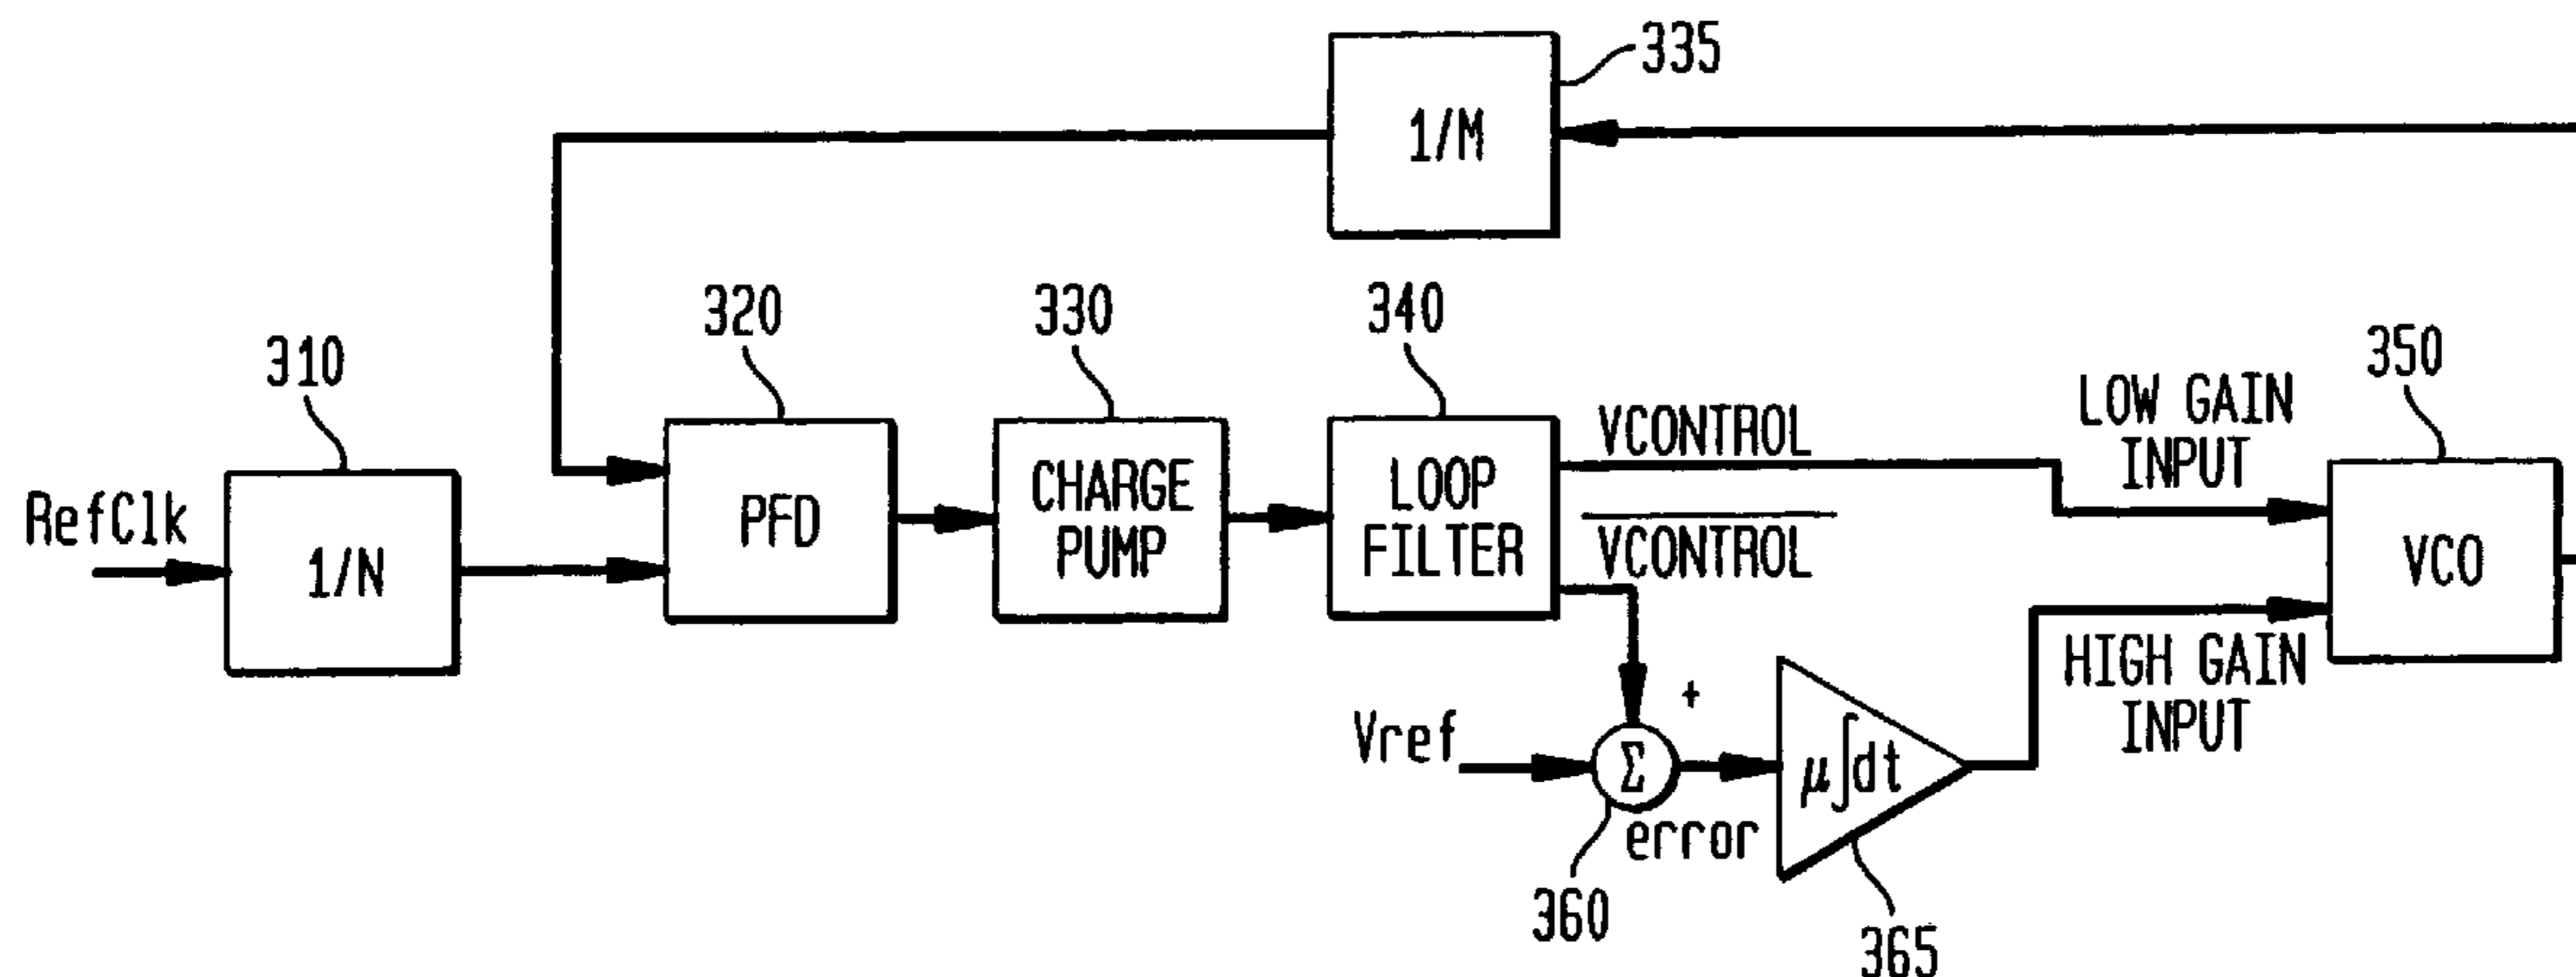 335
1/M
320
330
340
350
310
VCONTROL
LOW GAIN
INPUT
RefClk
1/N
PFD
CHARGE
PUMP
LOOP
FILTER
V̅C̅O̅N̅T̅R̅O̅L̅
VCO
HIGH GAIN
INPUT
+
Vref
Σ
μ∫dt
error
360
365